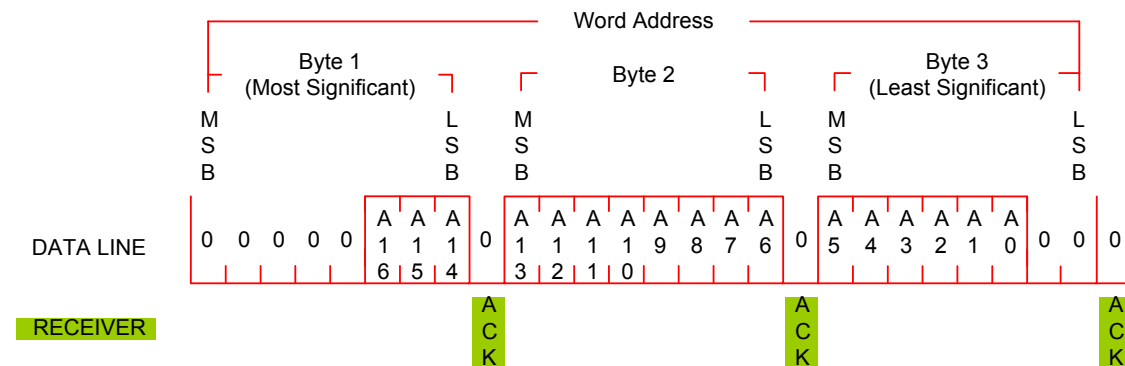 Word Address
Byte 1
(Most Significant)
Byte 2
Byte 3
(Least Significant)
M L M L M L
S S S S S S
B B B B B B
DATA LINE 0 0 0 0 0 A16 A15 A14 0 A13 A12 A11 A10 A9 A8 A7 A6 0 A5 A4 A3 A2 A1 A0 0 0 0
RECEIVER ACK ACK ACK